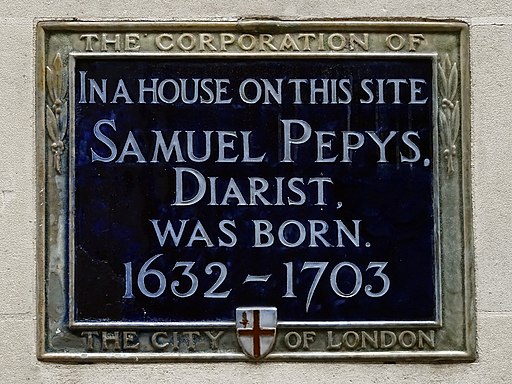 THE CORPORATION OF
IN A HOUSE ON THIS SITE
SAMUEL PEPYS,
DIARIST,
WAS BORN.
1632 – 1703
THE CITY OF LONDON